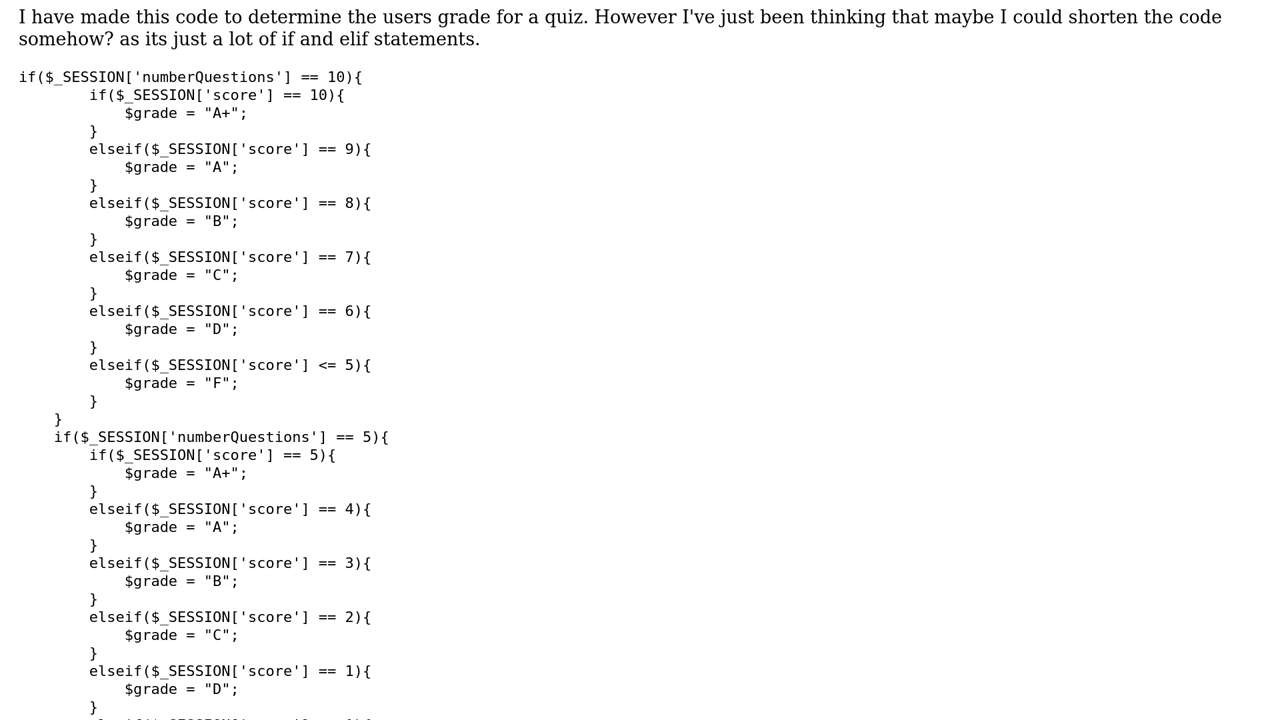 I have made this code to determine the users grade for a quiz. However I've just been thinking that maybe I could shorten the code
somehow? as its just a lot of if and elif statements.
if($_SESSION['numberQuestions'] == 10){
        if($_SESSION['score'] == 10){
            $grade = "A+";
        }
        elseif($_SESSION['score'] == 9){
            $grade = "A";
        }
        elseif($_SESSION['score'] == 8){
            $grade = "B";
        }
        elseif($_SESSION['score'] == 7){
            $grade = "C";
        }
        elseif($_SESSION['score'] == 6){
            $grade = "D";
        }
        elseif($_SESSION['score'] <= 5){
            $grade = "F";
        }
    }
    if($_SESSION['numberQuestions'] == 5){
        if($_SESSION['score'] == 5){
            $grade = "A+";
        }
        elseif($_SESSION['score'] == 4){
            $grade = "A";
        }
        elseif($_SESSION['score'] == 3){
            $grade = "B";
        }
        elseif($_SESSION['score'] == 2){
            $grade = "C";
        }
        elseif($_SESSION['score'] == 1){
            $grade = "D";
        }